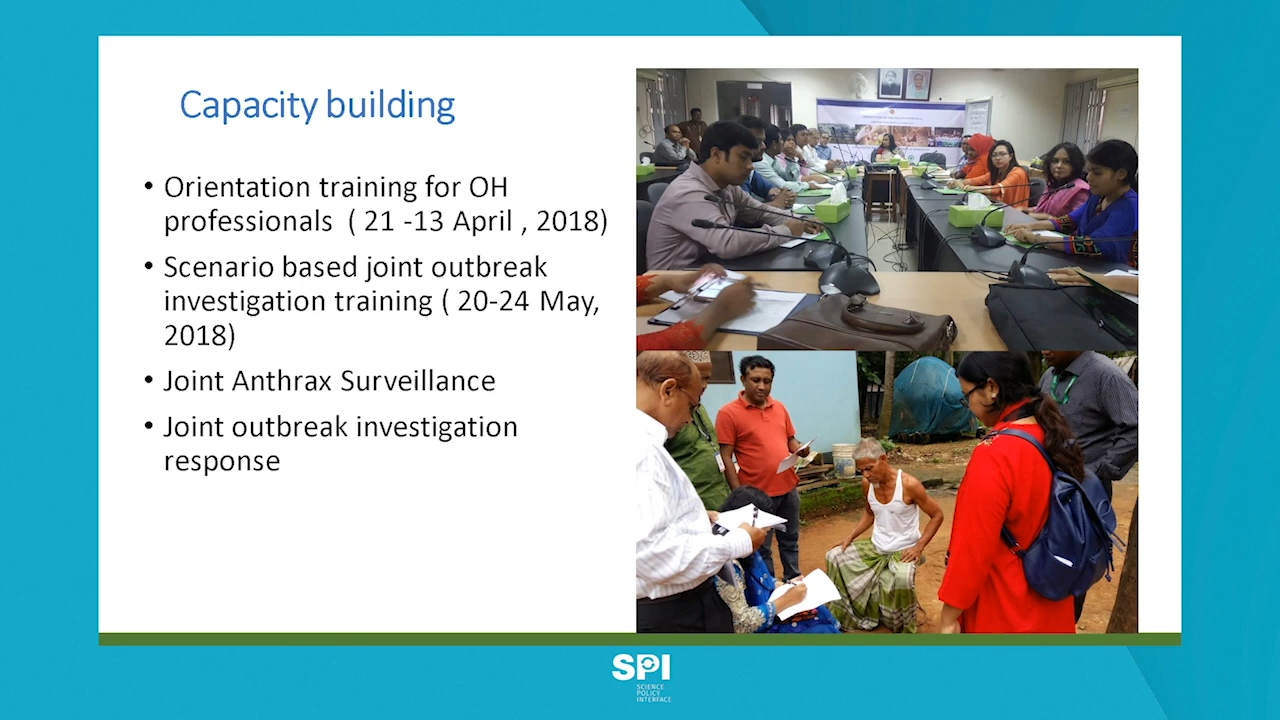 Capacity building
• Orientation training for OH
professionals ( 21 -13 April , 2018)
• Scenario based joint outbreak
investigation training ( 20-24 May,
2018)
• Joint Anthrax Surveillance
• Joint outbreak investigation
response
SPI
SCIENCE
POLICY
INTERFACE